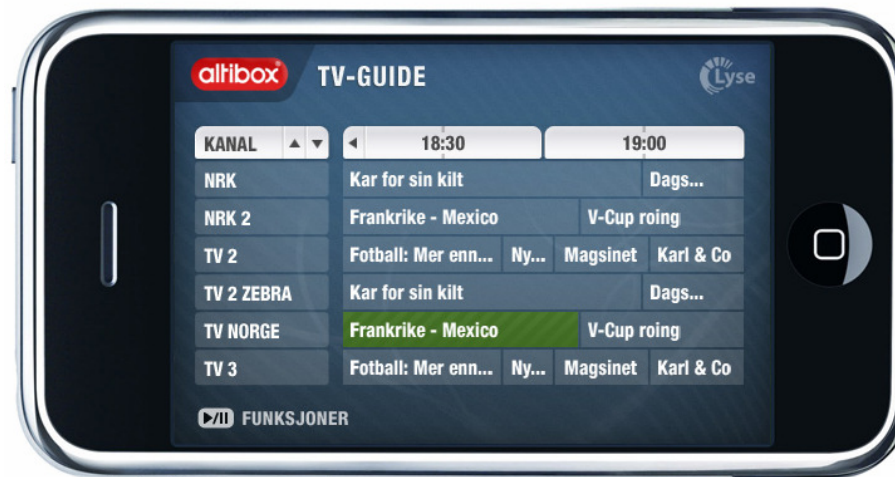 altibox TV-GUIDE Lyse
KANAL 18:30 19:00
NRK Kar for sin kilt Dags...
NRK 2 Frankrike - Mexico V-Cup roing
TV 2 Fotball: Mer enn... Ny... Magsinet Karl & Co
TV 2 ZEBRA Kar for sin kilt Dags...
TV NORGE Frankrike - Mexico V-Cup roing
TV 3 Fotball: Mer enn... Ny... Magsinet Karl & Co
FUNKSJONER